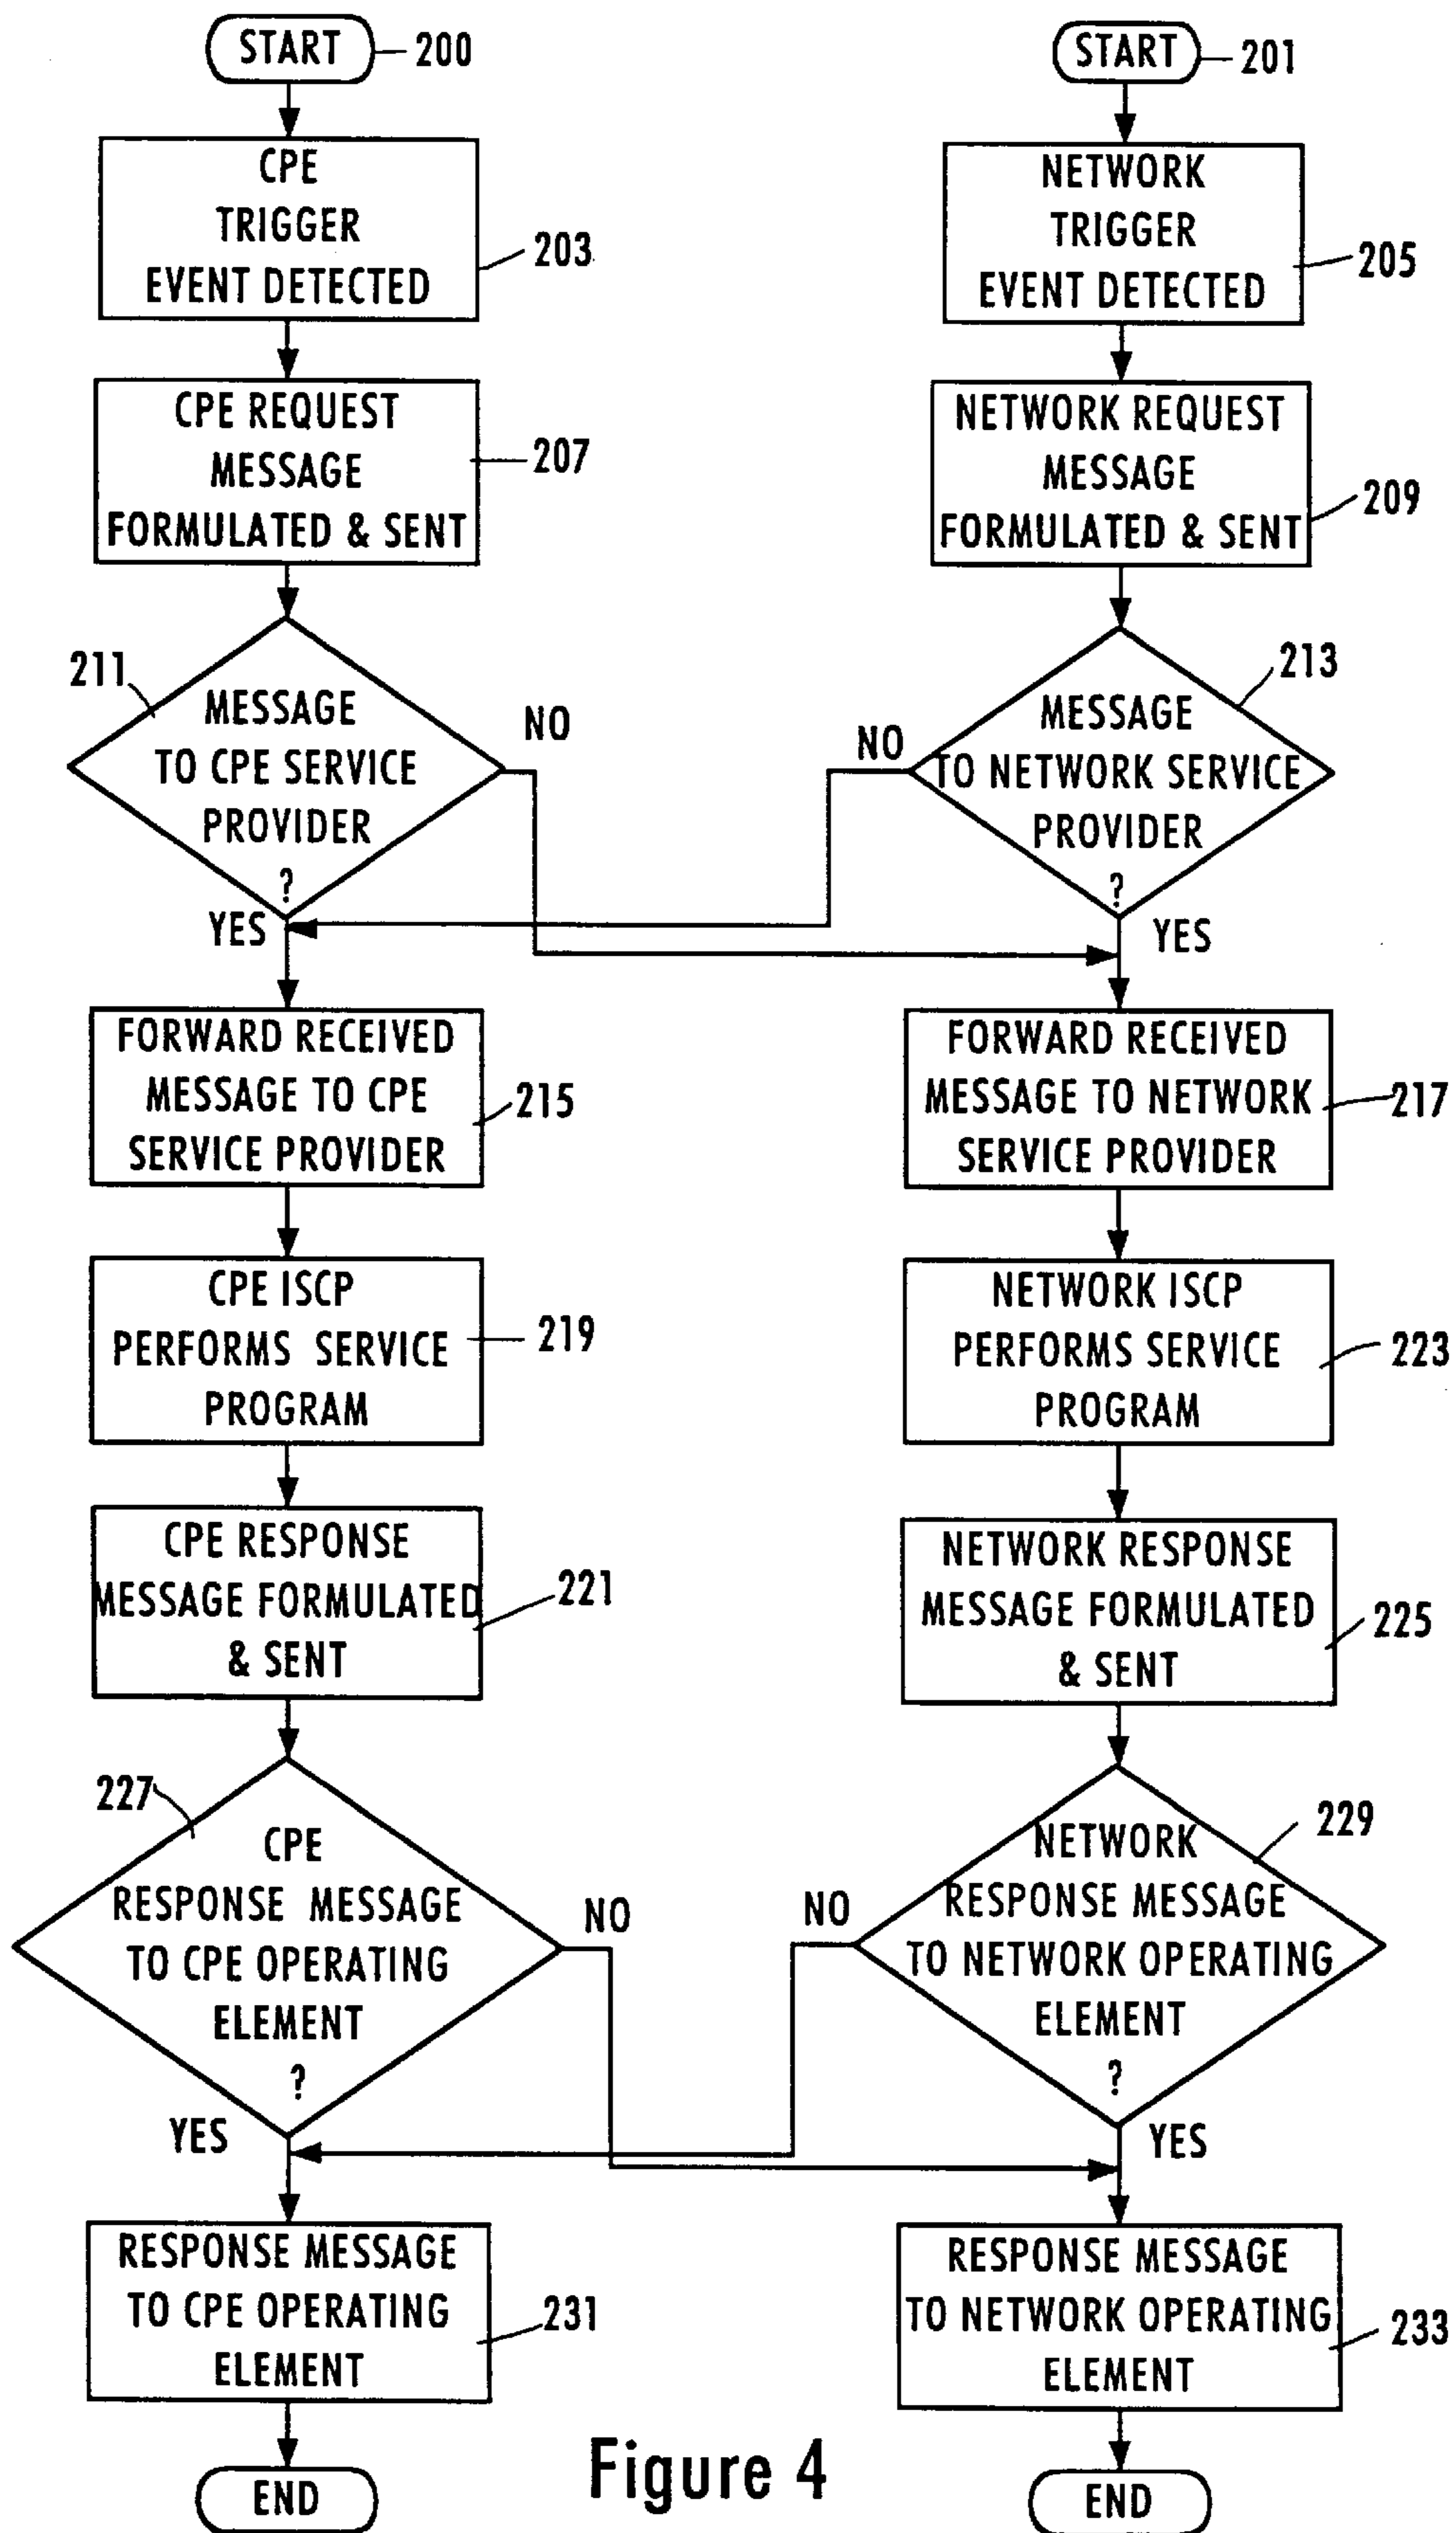 START
200
CPE
TRIGGER
EVENT DETECTED
203
CPE REQUEST
MESSAGE
FORMULATED & SENT
207
211
MESSAGE
TO CPE SERVICE
PROVIDER
?
NO
YES
FORWARD RECEIVED
MESSAGE TO CPE
SERVICE PROVIDER
215
CPE ISCP
PERFORMS SERVICE
PROGRAM
219
CPE RESPONSE
MESSAGE FORMULATED
& SENT
221
227
CPE
RESPONSE MESSAGE
TO CPE OPERATING
ELEMENT
?
NO
YES
RESPONSE MESSAGE
TO CPE OPERATING
ELEMENT
231
END
START
201
NETWORK
TRIGGER
EVENT DETECTED
205
NETWORK REQUEST
MESSAGE
FORMULATED & SENT
209
213
MESSAGE
TO NETWORK SERVICE
PROVIDER
?
NO
YES
FORWARD RECEIVED
MESSAGE TO NETWORK
SERVICE PROVIDER
217
NETWORK ISCP
PERFORMS SERVICE
PROGRAM
223
NETWORK RESPONSE
MESSAGE FORMULATED
& SENT
225
229
NETWORK
RESPONSE MESSAGE
TO NETWORK OPERATING
ELEMENT
?
NO
YES
RESPONSE MESSAGE
TO NETWORK OPERATING
ELEMENT
233
END
Figure 4